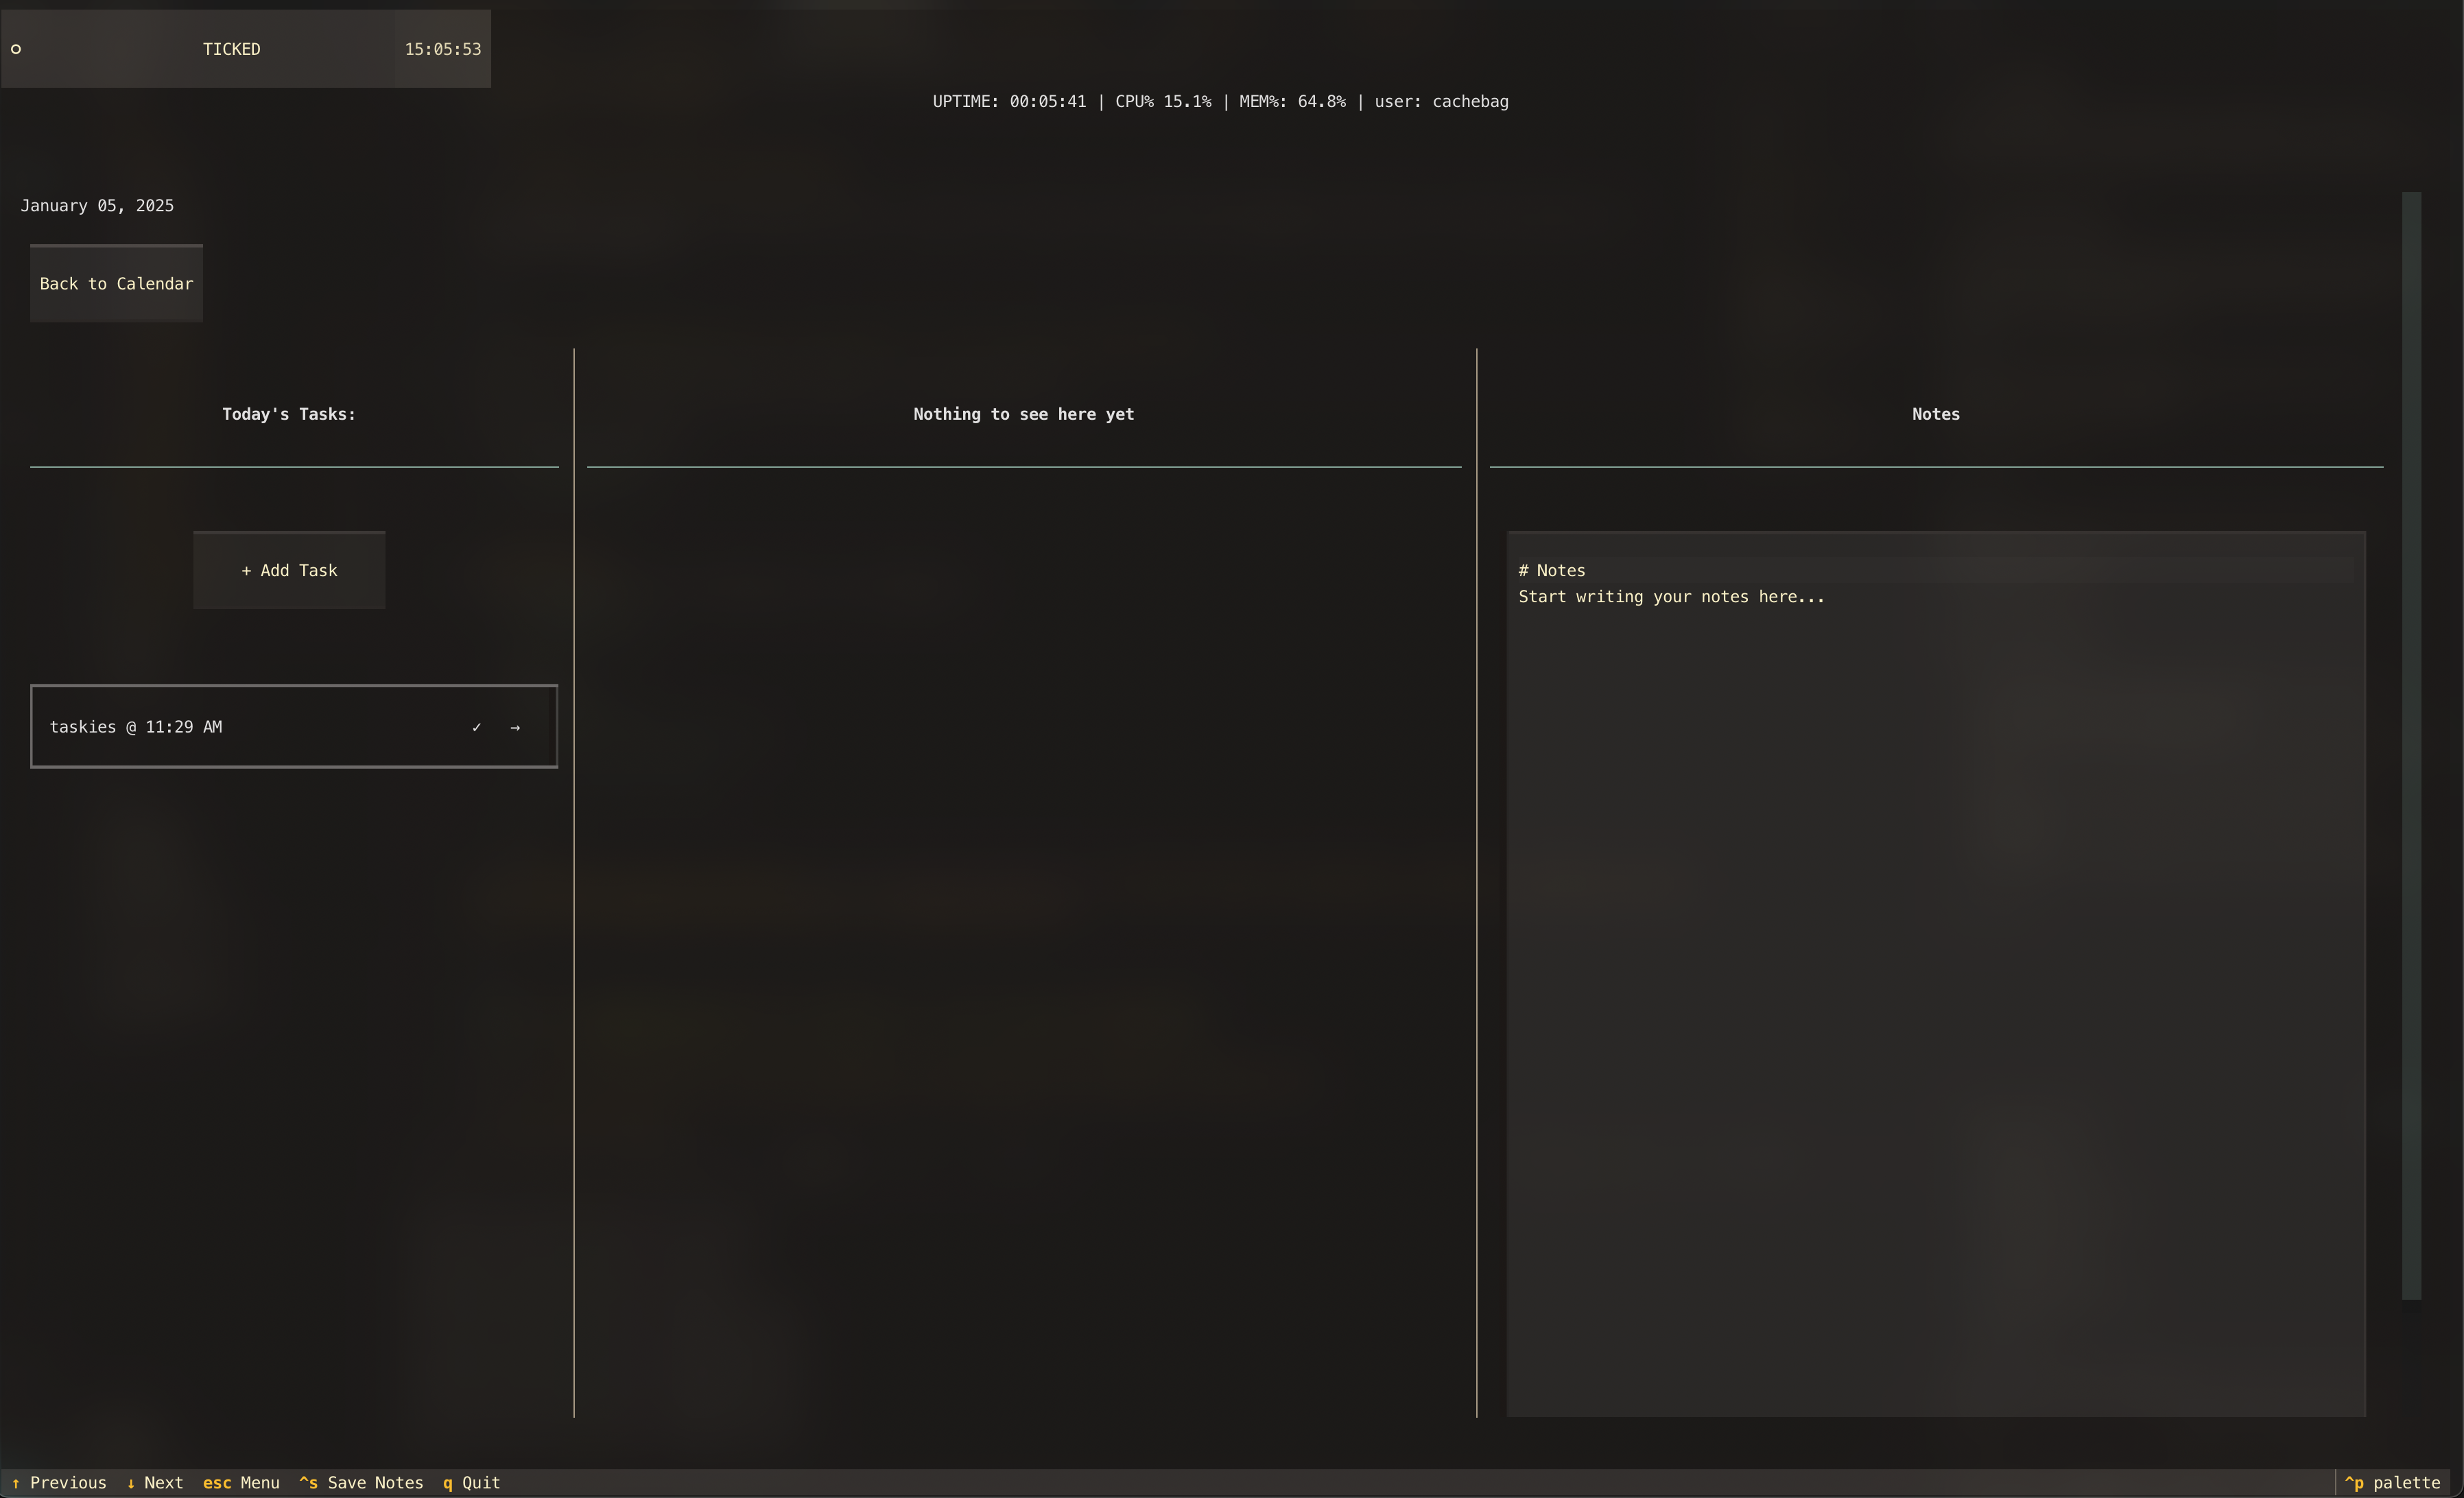 TICKED 15:05:53
UPTIME: 00:05:41 | CPU% 15.1% | MEM%: 64.8% | user: cachebag
January 05, 2025
Back to Calendar
Today's Tasks:
+ Add Task
taskies @ 11:29 AM ✓ →
Nothing to see here yet
Notes
# Notes
Start writing your notes here...
↑ Previous ↓ Next esc Menu ^s Save Notes q Quit ^p palette